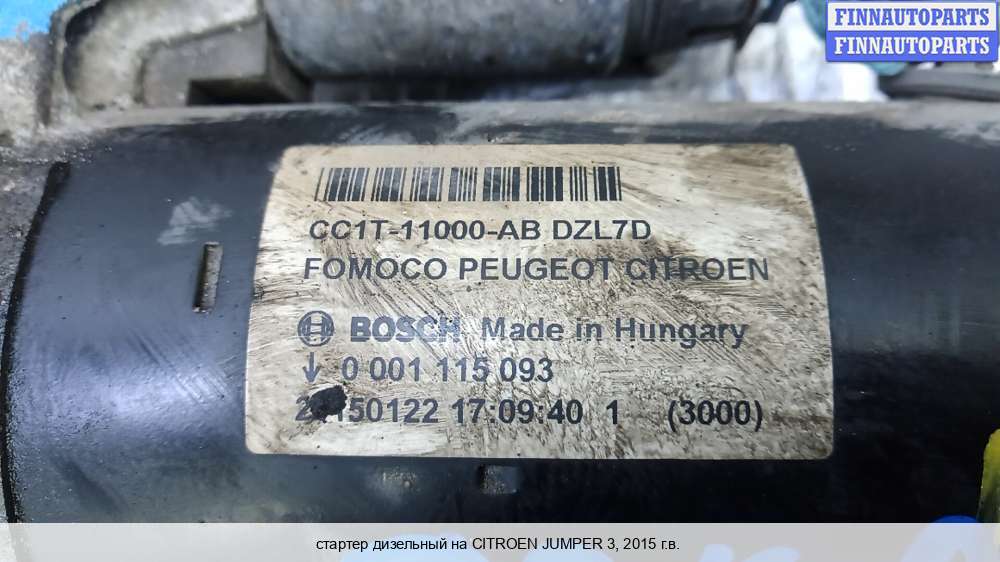 FINNAUTOPARTS
FINNAUTOPARTS
CC1T-11000-AB DZL7D
FOMOCO PEUGEOT CITROEN
BOSCH Made in Hungary
↓ 0 001 115 093
17:09:40 1 (3000)
стартер дизельный на CITROEN JUMPER 3, 2015 г.в.